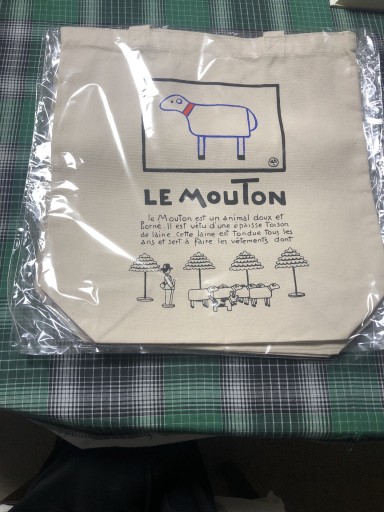 LE MOUTON
le Mouton est un animal doux et
borné. Il est vêtu d'une épaisse toison
de laine. Cette laine est tondue tous les
ans et sert à faire les vêtements dont